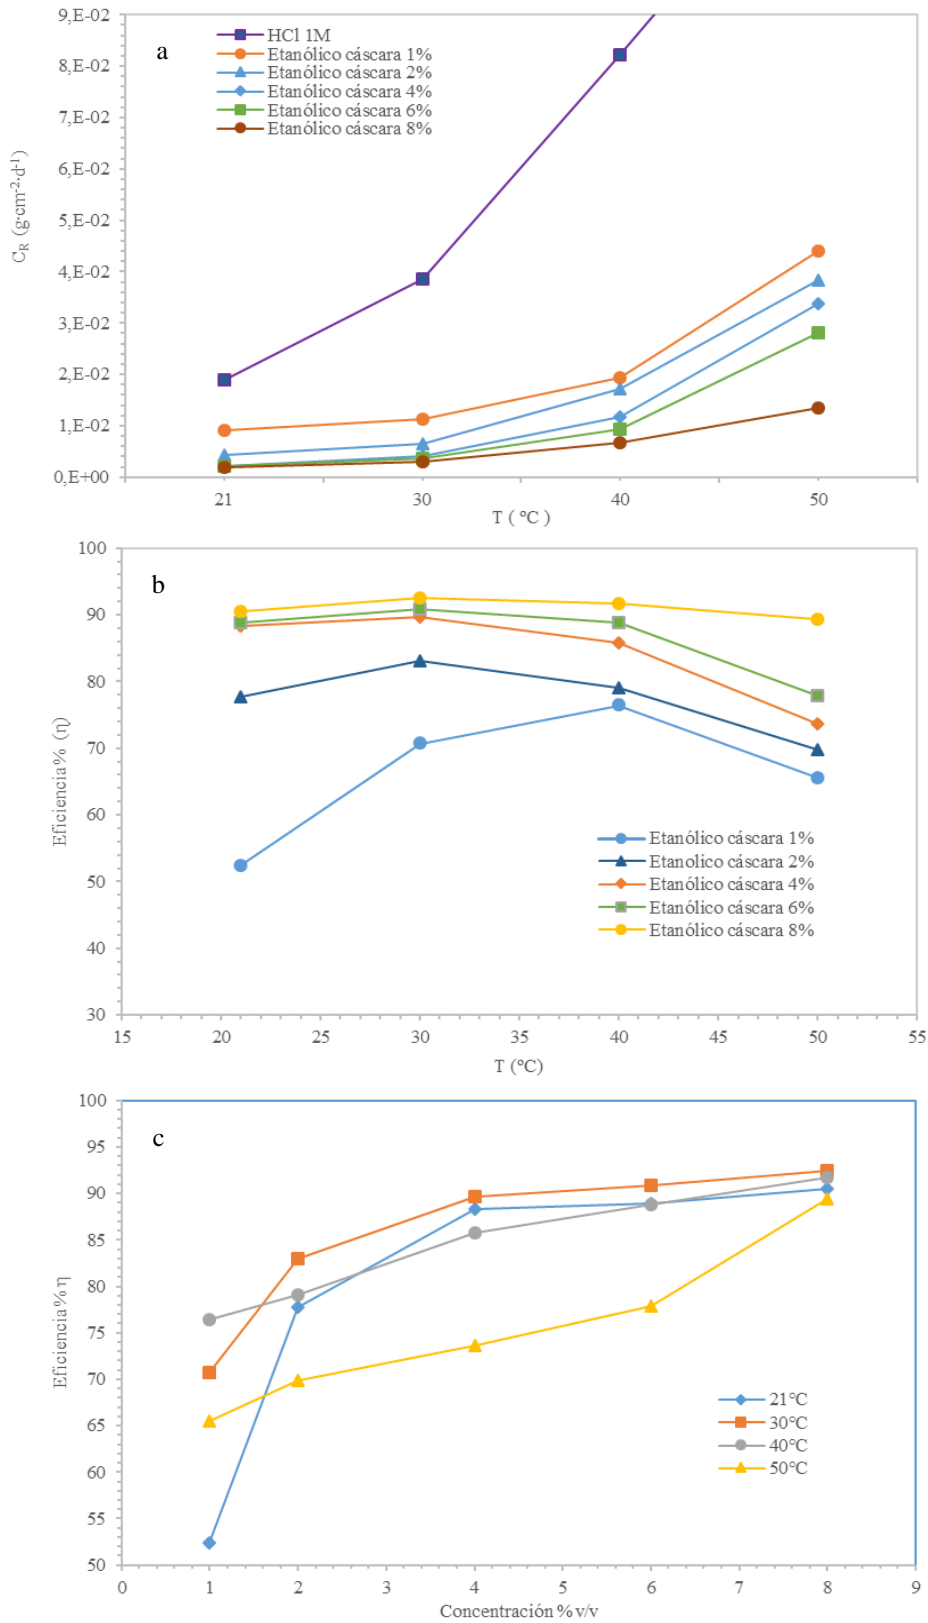 9,E-02
8,E-02
7,E-02
6,E-02
5,E-02
4,E-02
3,E-02
2,E-02
1,E-02
0,E+00
C_R (g·cm⁻²·d⁻¹)
a
HCl 1M
Etanólico cáscara 1%
Etanólico cáscara 2%
Etanólico cáscara 4%
Etanólico cáscara 6%
Etanólico cáscara 8%
21 30 40 50
T ( °C )
100
90
80
70
60
50
40
30
Eficiencia % (η)
b
Etanólico cáscara 1%
Etanolico cáscara 2%
Etanólico cáscara 4%
Etanólico cáscara 6%
Etanólico cáscara 8%
15 20 25 30 35 40 45 50 55
T (°C)
100
95
90
85
80
75
70
65
60
55
50
Eficiencia % η
c
21°C
30°C
40°C
50°C
0 1 2 3 4 5 6 7 8 9
Concentración % v/v